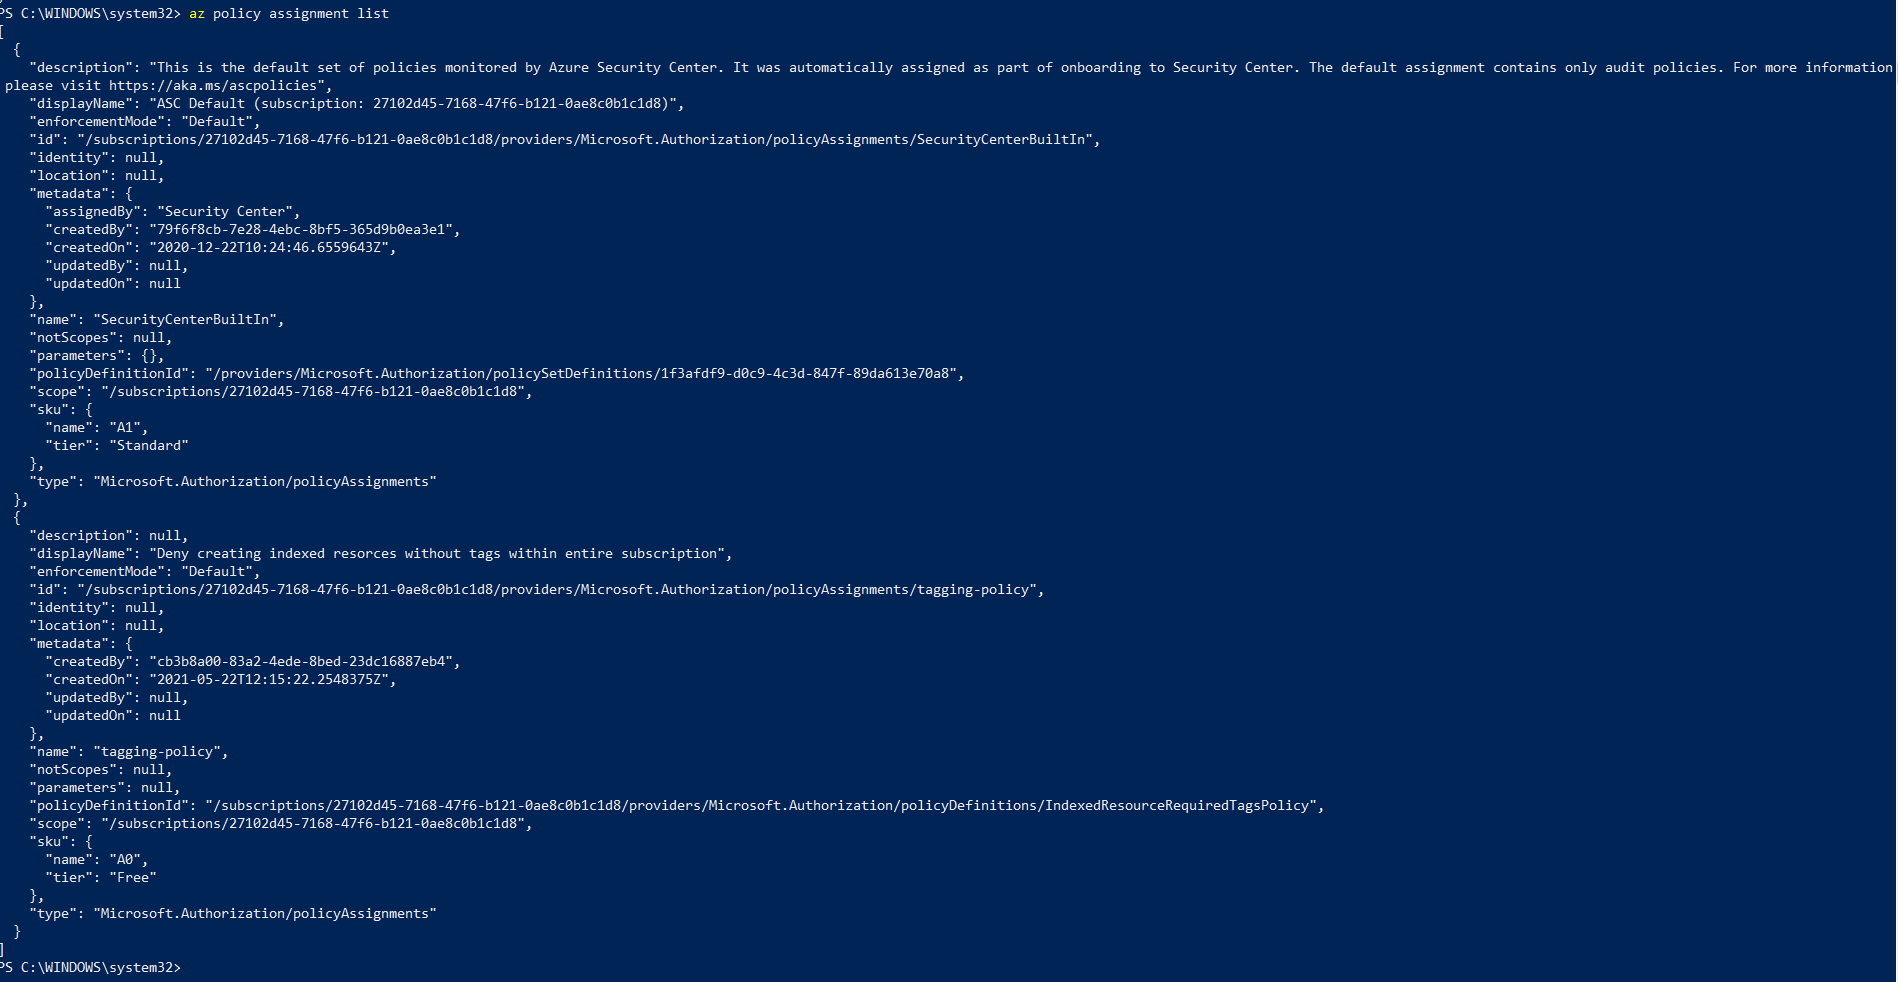 PS C:\WINDOWS\system32> az policy assignment list
[
  {
    "description": "This is the default set of policies monitored by Azure Security Center. It was automatically assigned as part of onboarding to Security Center. The default assignment contains only audit policies. For more information
 please visit https://aka.ms/ascpolicies",
    "displayName": "ASC Default (subscription: 27102d45-7168-47f6-b121-0ae8c0b1c1d8)",
    "enforcementMode": "Default",
    "id": "/subscriptions/27102d45-7168-47f6-b121-0ae8c0b1c1d8/providers/Microsoft.Authorization/policyAssignments/SecurityCenterBuiltIn",
    "identity": null,
    "location": null,
    "metadata": {
      "assignedBy": "Security Center",
      "createdBy": "79f6f8cb-7e28-4ebc-8bf5-365d9b0ea3e1",
      "createdOn": "2020-12-22T10:24:46.6559643Z",
      "updatedBy": null,
      "updatedOn": null
    },
    "name": "SecurityCenterBuiltIn",
    "notScopes": null,
    "parameters": {},
    "policyDefinitionId": "/providers/Microsoft.Authorization/policySetDefinitions/1f3afdf9-d0c9-4c3d-847f-89da613e70a8",
    "scope": "/subscriptions/27102d45-7168-47f6-b121-0ae8c0b1c1d8",
    "sku": {
      "name": "A1",
      "tier": "Standard"
    },
    "type": "Microsoft.Authorization/policyAssignments"
  },
  {
    "description": null,
    "displayName": "Deny creating indexed resorces without tags within entire subscription",
    "enforcementMode": "Default",
    "id": "/subscriptions/27102d45-7168-47f6-b121-0ae8c0b1c1d8/providers/Microsoft.Authorization/policyAssignments/tagging-policy",
    "identity": null,
    "location": null,
    "metadata": {
      "createdBy": "cb3b8a00-83a2-4ede-8bed-23dc16887eb4",
      "createdOn": "2021-05-22T12:15:22.2548375Z",
      "updatedBy": null,
      "updatedOn": null
    },
    "name": "tagging-policy",
    "notScopes": null,
    "parameters": null,
    "policyDefinitionId": "/subscriptions/27102d45-7168-47f6-b121-0ae8c0b1c1d8/providers/Microsoft.Authorization/policyDefinitions/IndexedResourceRequiredTagsPolicy",
    "scope": "/subscriptions/27102d45-7168-47f6-b121-0ae8c0b1c1d8",
    "sku": {
      "name": "A0",
      "tier": "Free"
    },
    "type": "Microsoft.Authorization/policyAssignments"
  }
]
PS C:\WINDOWS\system32>